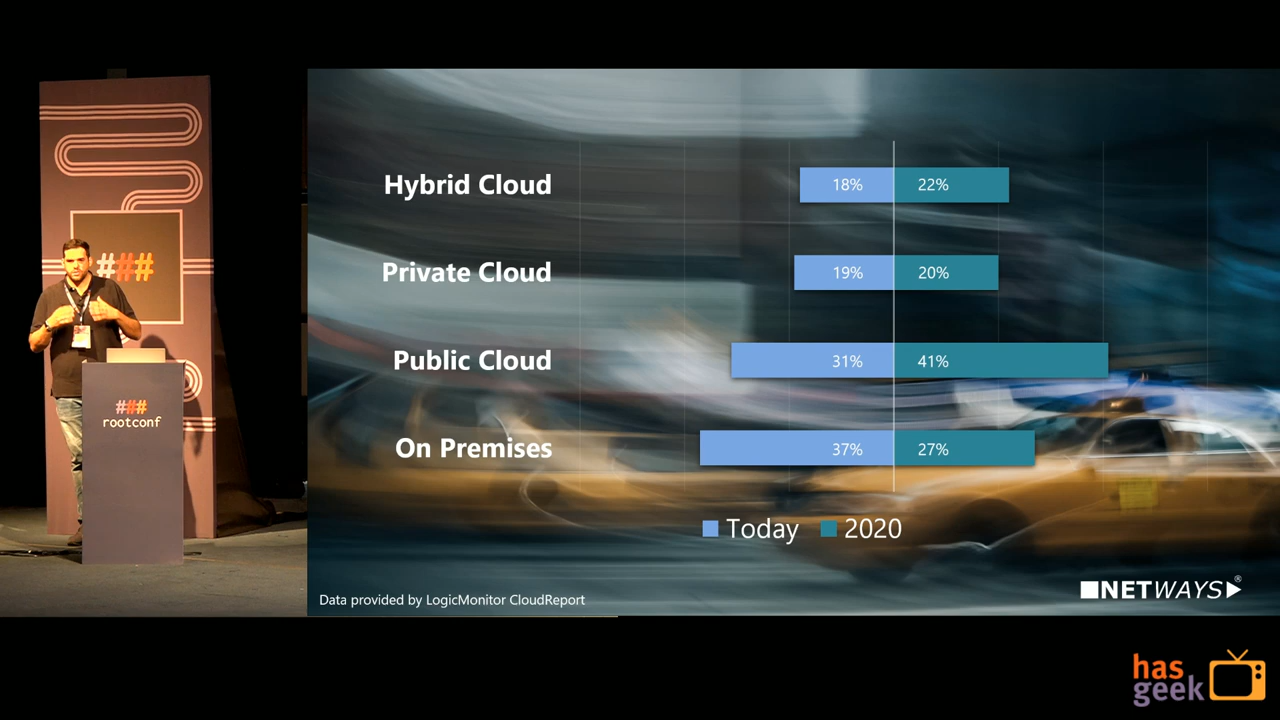 ###
###
rootconf
Hybrid Cloud 18% 22%
Private Cloud 19% 20%
Public Cloud 31% 41%
On Premises 37% 27%
Today 2020
Data provided by LogicMonitor CloudReport
NETWAYS®
has
geek